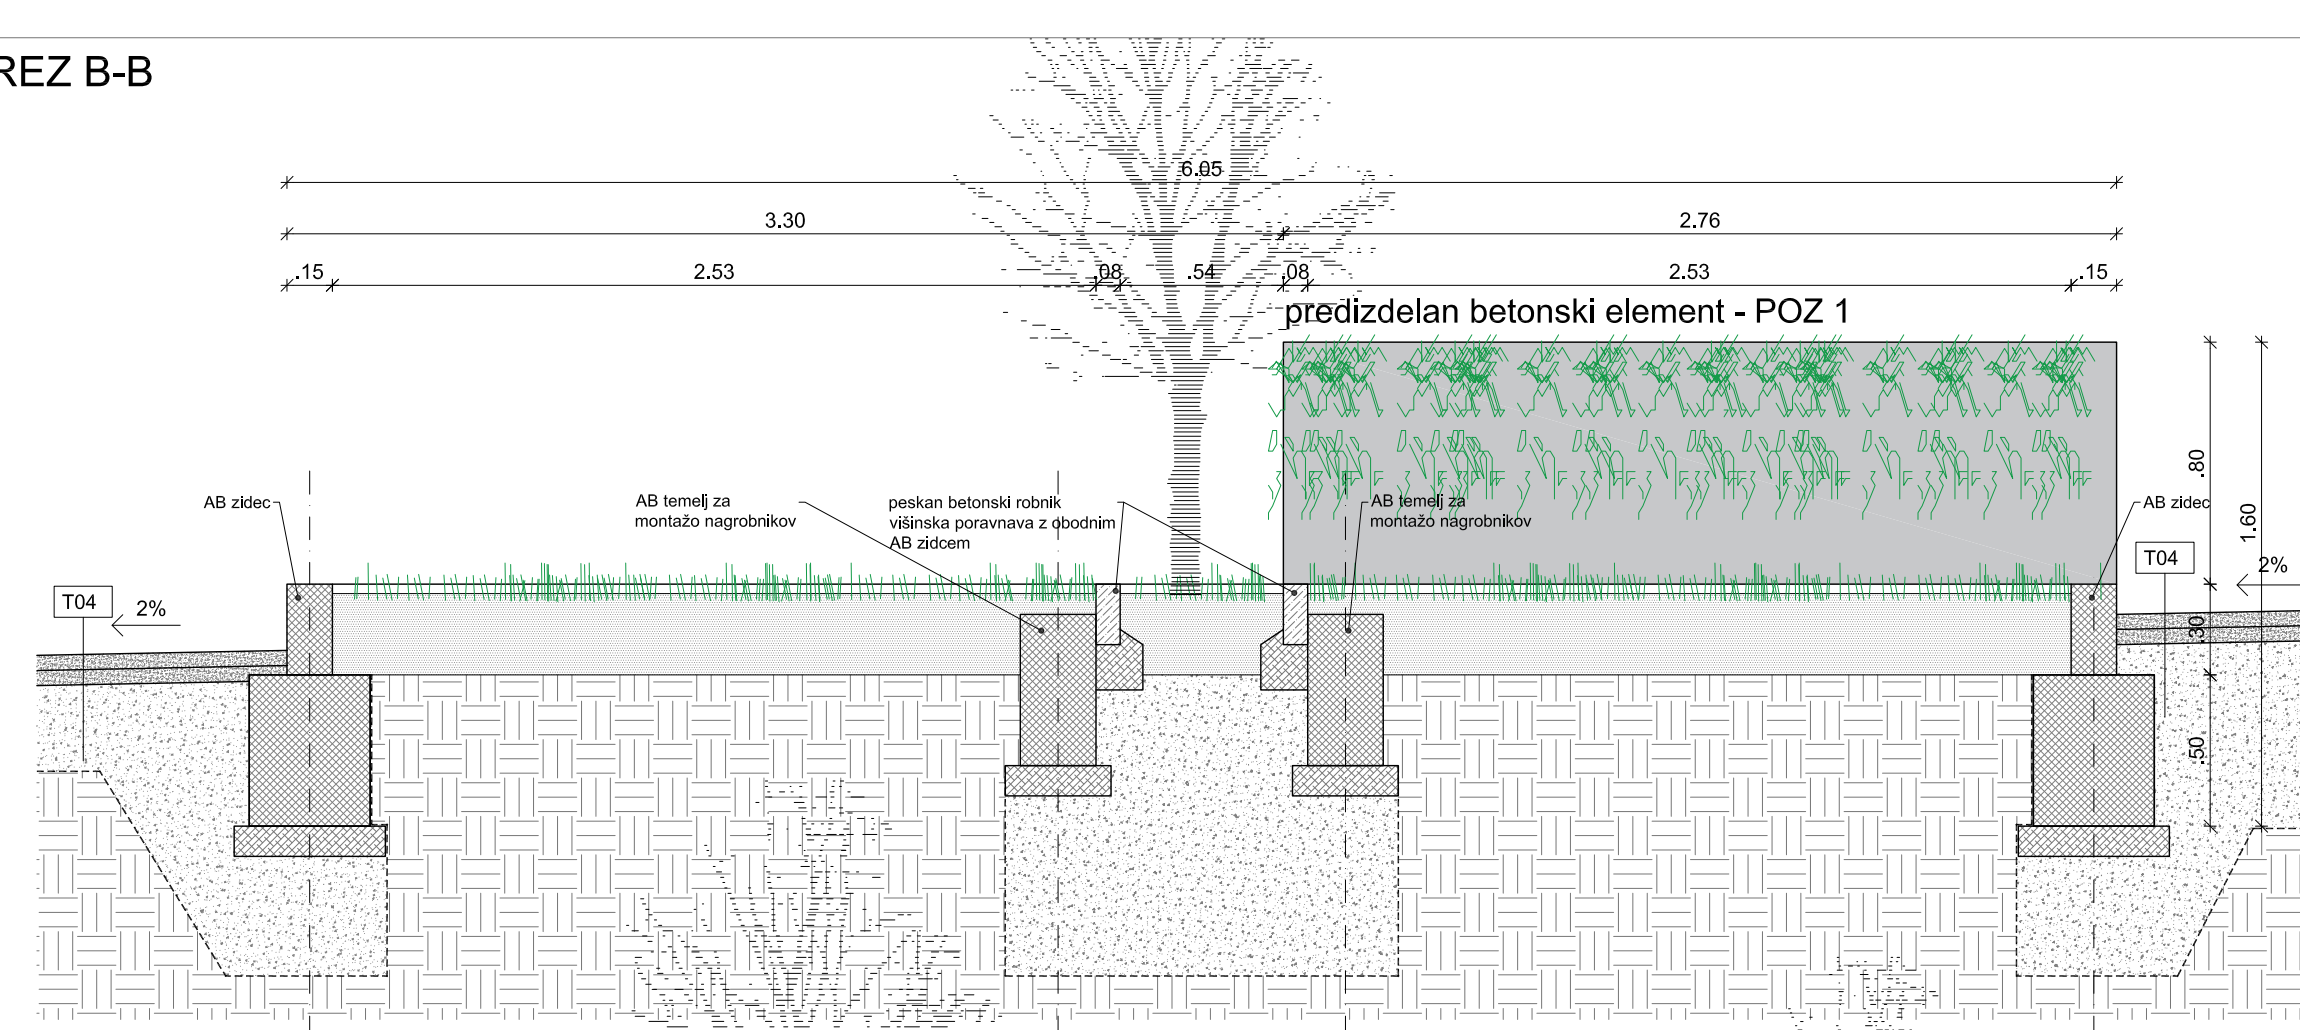 REZ B-B
6.05
3.30
2.76
.15
2.53
.08
.54
.08
2.53
.15
predizdelan betonski element - POZ 1
AB zidec
AB temelj za
montažo nagrobnikov
peskan betonski robnik
višinska poravnava z obodnim
AB zidcem
AB temelj za
montažo nagrobnikov
AB zidec
.80
1.60
.30
.50
T04
2%
T04
2%